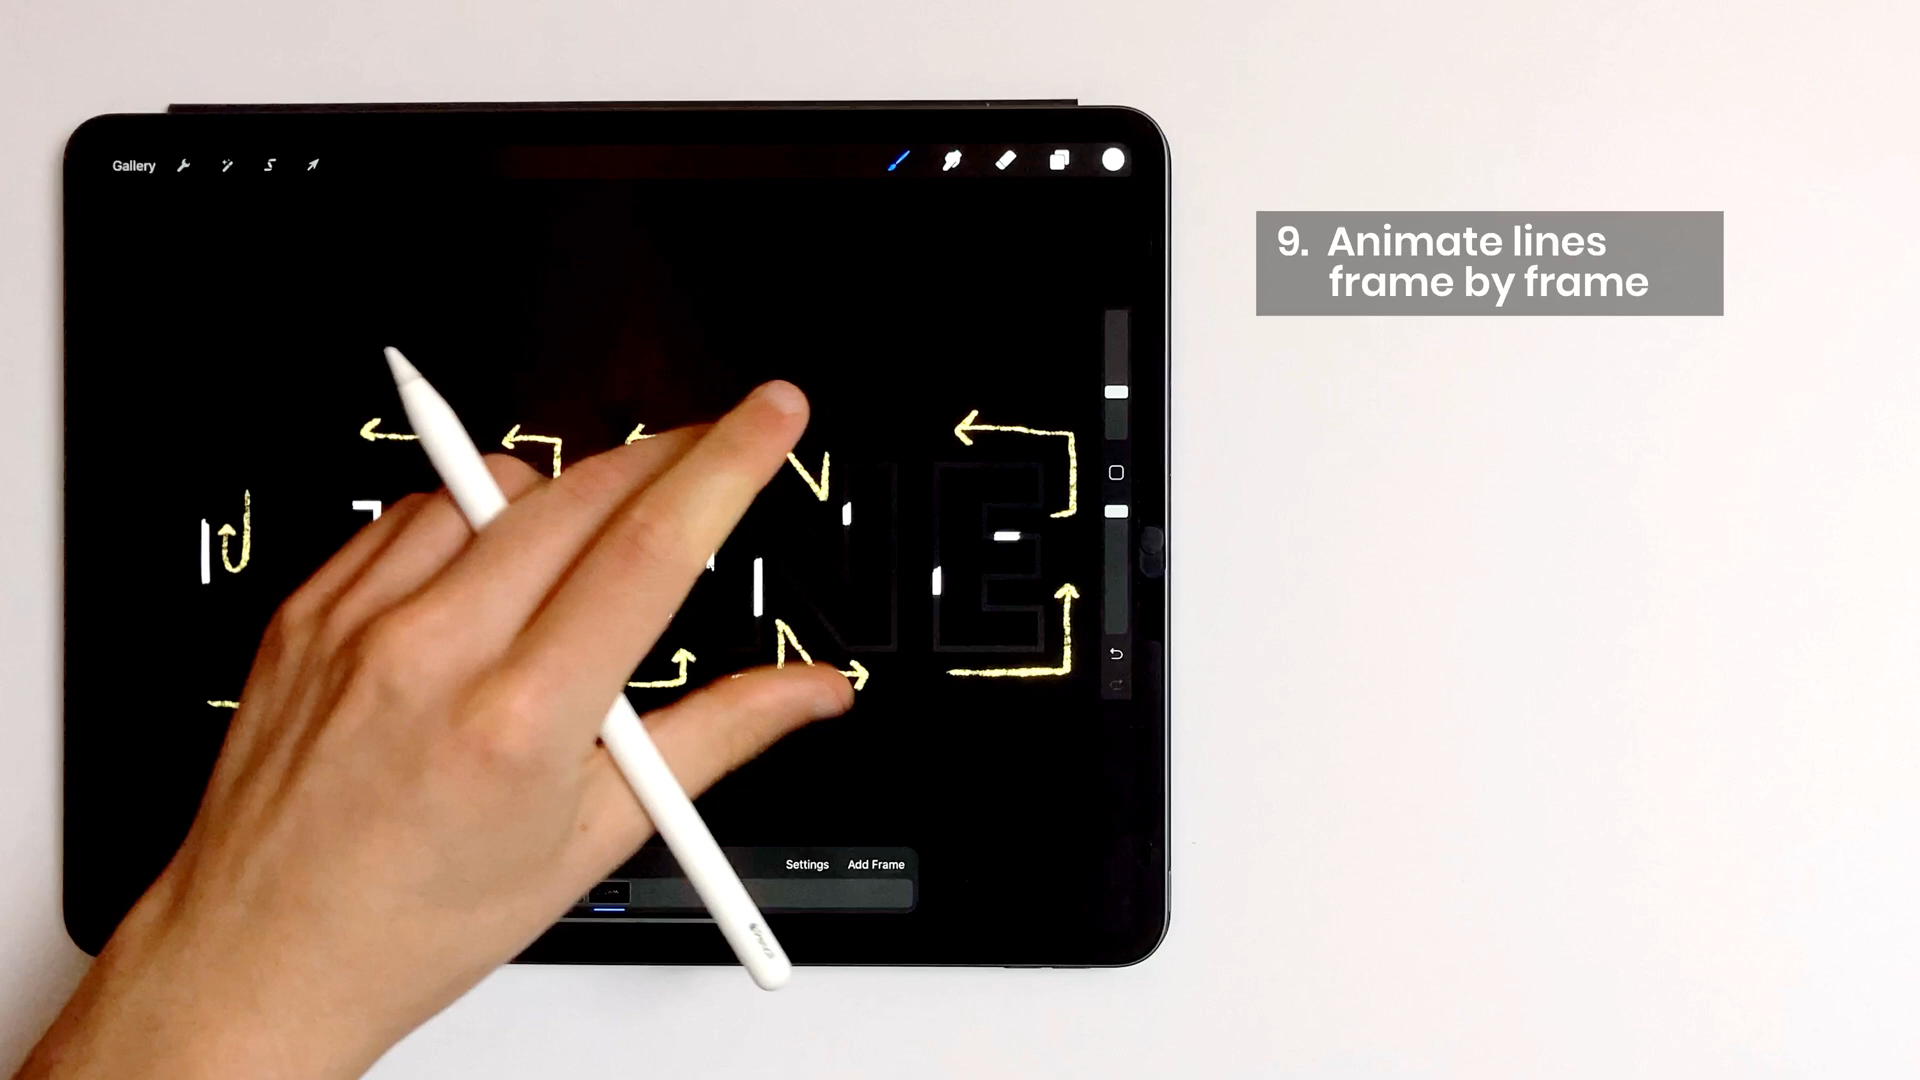 Gallery
9. Animate lines
frame by frame
N E
Settings Add Frame